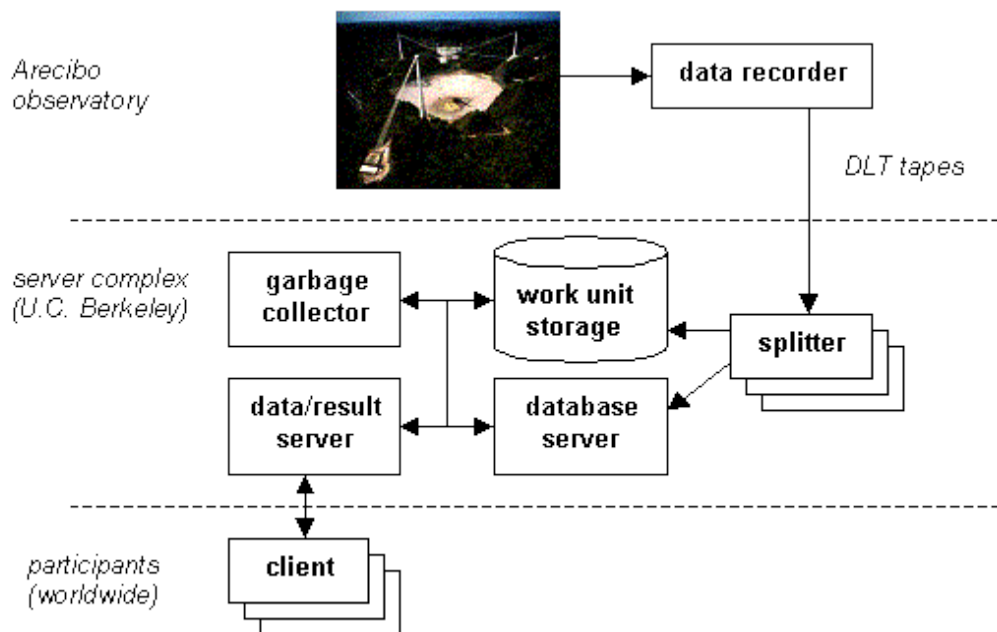 Arecibo
observatory
data recorder
DLT tapes
server complex
(U.C. Berkeley)
garbage
collector
work unit
storage
splitter
data/result
server
database
server
participants
(worldwide)
client